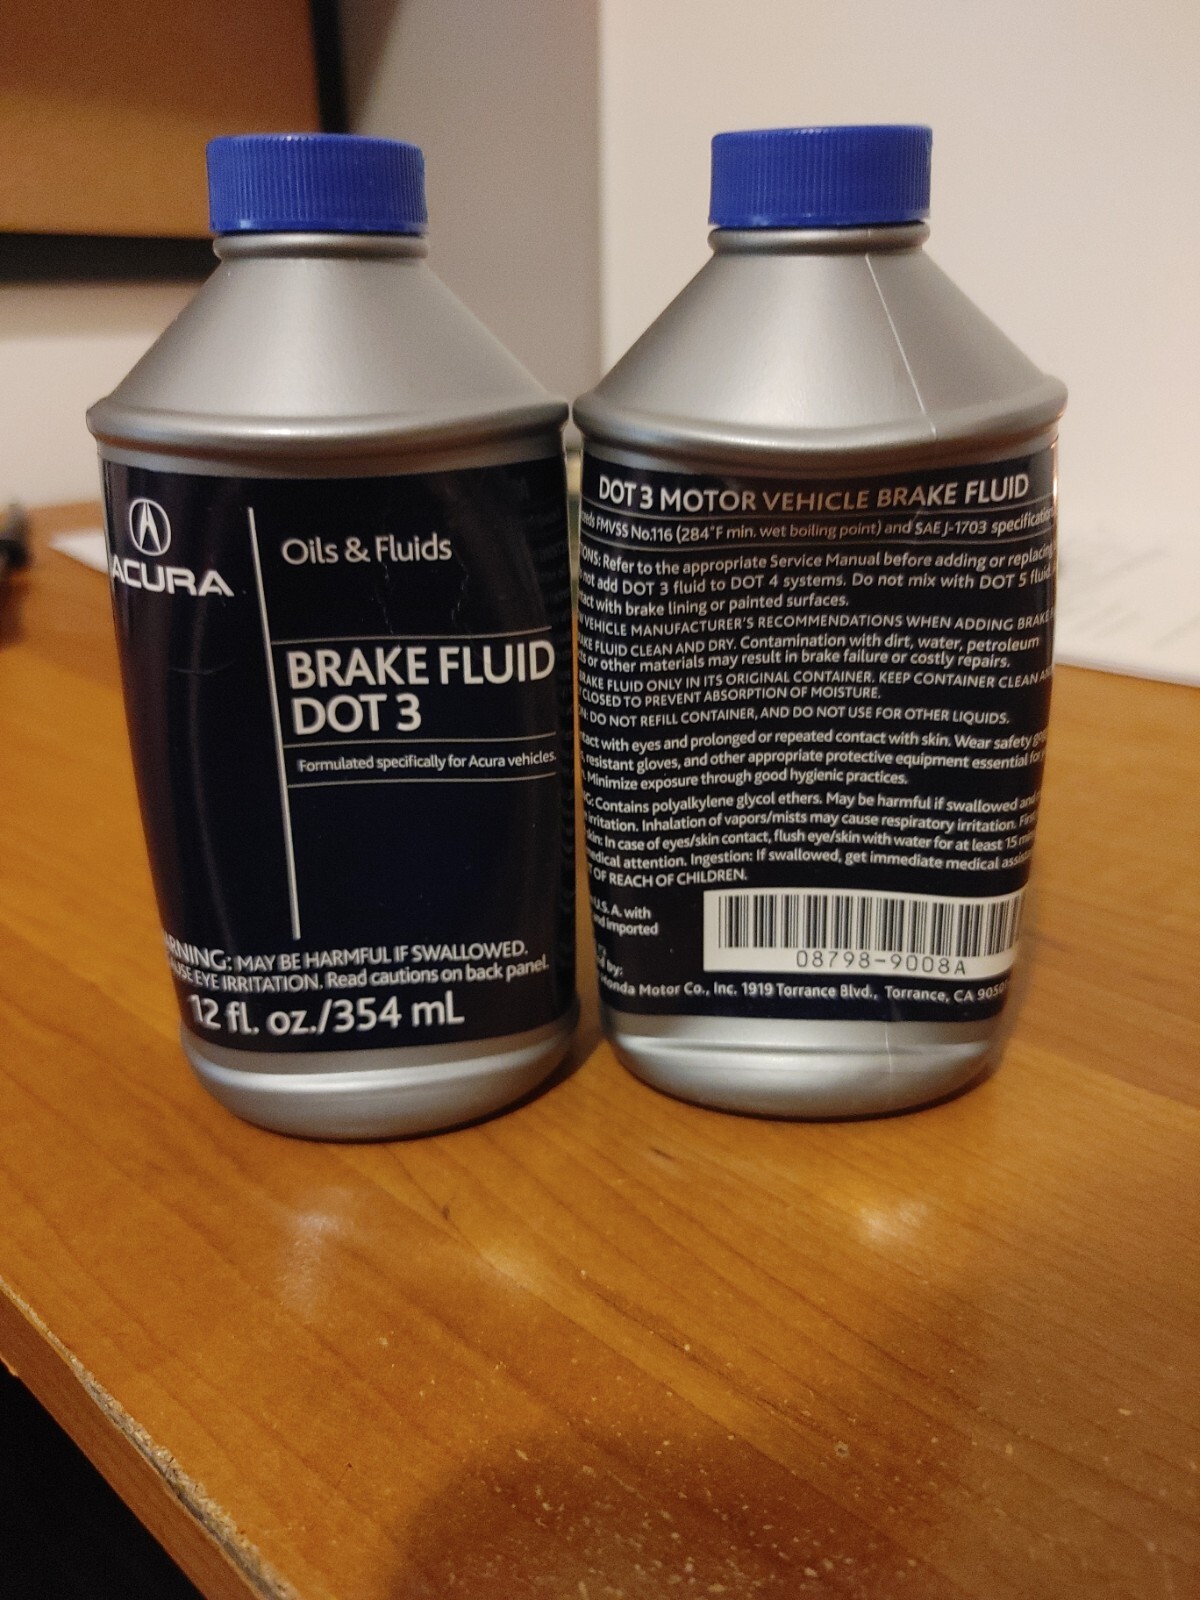 ACURA
Oils & Fluids
BRAKE FLUID
DOT 3
Formulated specifically for Acura vehicles.
MAY BE HARMFUL IF SWALLOWED.
EYE IRRITATION. Read cautions on back panel.
12 fl. oz./354 mL
DOT 3 MOTOR VEHICLE BRAKE FLUID
FMVSS No.116 (284°F min. wet boiling point) and SAE J-1703
Refer to the appropriate Service Manual before adding or replacing
not add DOT 3 fluid to DOT 4 systems. Do not mix with DOT 5 fluid
with brake lining or painted surfaces.
VEHICLE MANUFACTURER'S RECOMMENDATIONS WHEN ADDING BRAKE
FLUID CLEAN AND DRY. Contamination with dirt, water, petroleum
or other materials may result in brake failure or costly repairs.
FLUID ONLY IN ITS ORIGINAL CONTAINER. KEEP CONTAINER CLEAN
CLOSED TO PREVENT ABSORPTION OF MOISTURE.
DO NOT REFILL CONTAINER, AND DO NOT USE FOR OTHER LIQUIDS.
with eyes and prolonged or repeated contact with skin. Wear safety
resistant gloves, and other appropriate protective equipment essential for
Minimize exposure through good hygienic practices.
Contains polyalkylene glycol ethers. May be harmful if swallowed and
irritation. Inhalation of vapors/mists may cause respiratory irritation.
In case of eyes/skin contact, flush eye/skin with water for at least 15
attention. Ingestion: If swallowed, get immediate medical
OF REACH OF CHILDREN.
U.S.A. with
and imported
08798-9008A
by:
Honda Motor Co., Inc. 1919 Torrance Blvd., Torrance, CA